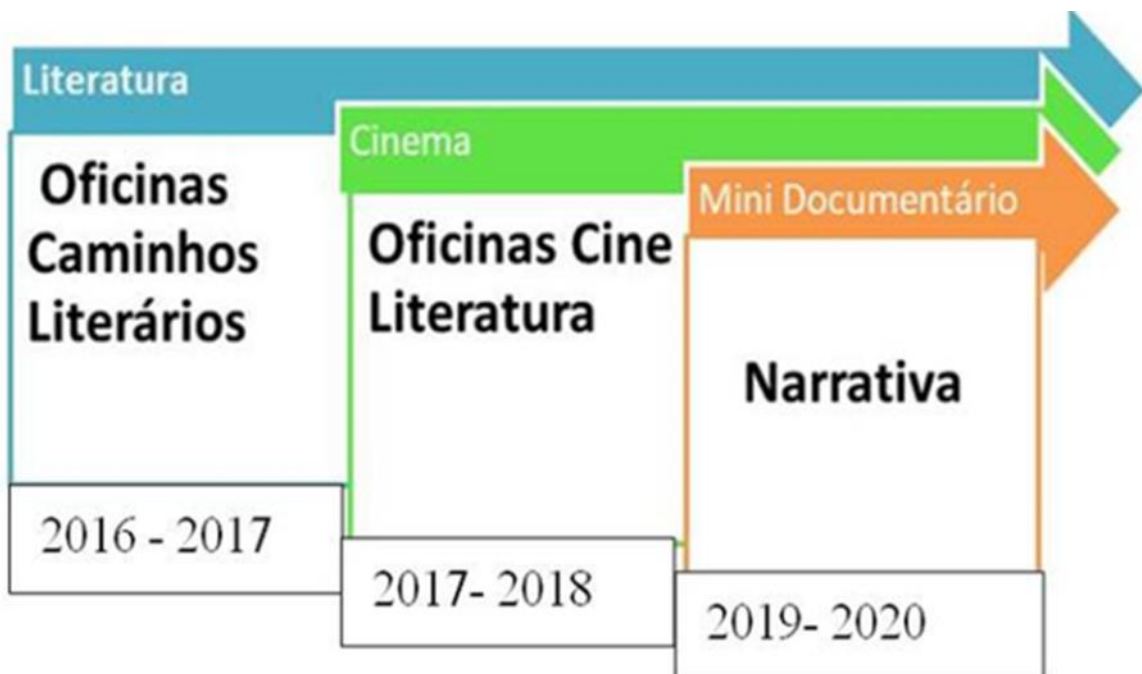 Literatura
Oficinas
Caminhos
Literários
2016 - 2017
Cinema
Oficinas Cine
Literatura
2017- 2018
Mini Documentário
Narrativa
2019- 2020